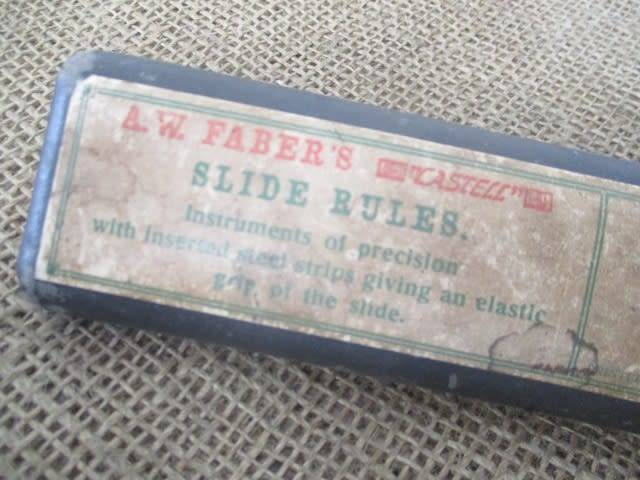 A.W. FABER'S "CASTELL"
SLIDE RULES.
Instruments of precision
with inserted steel strips giving an elastic
grip of the slide.